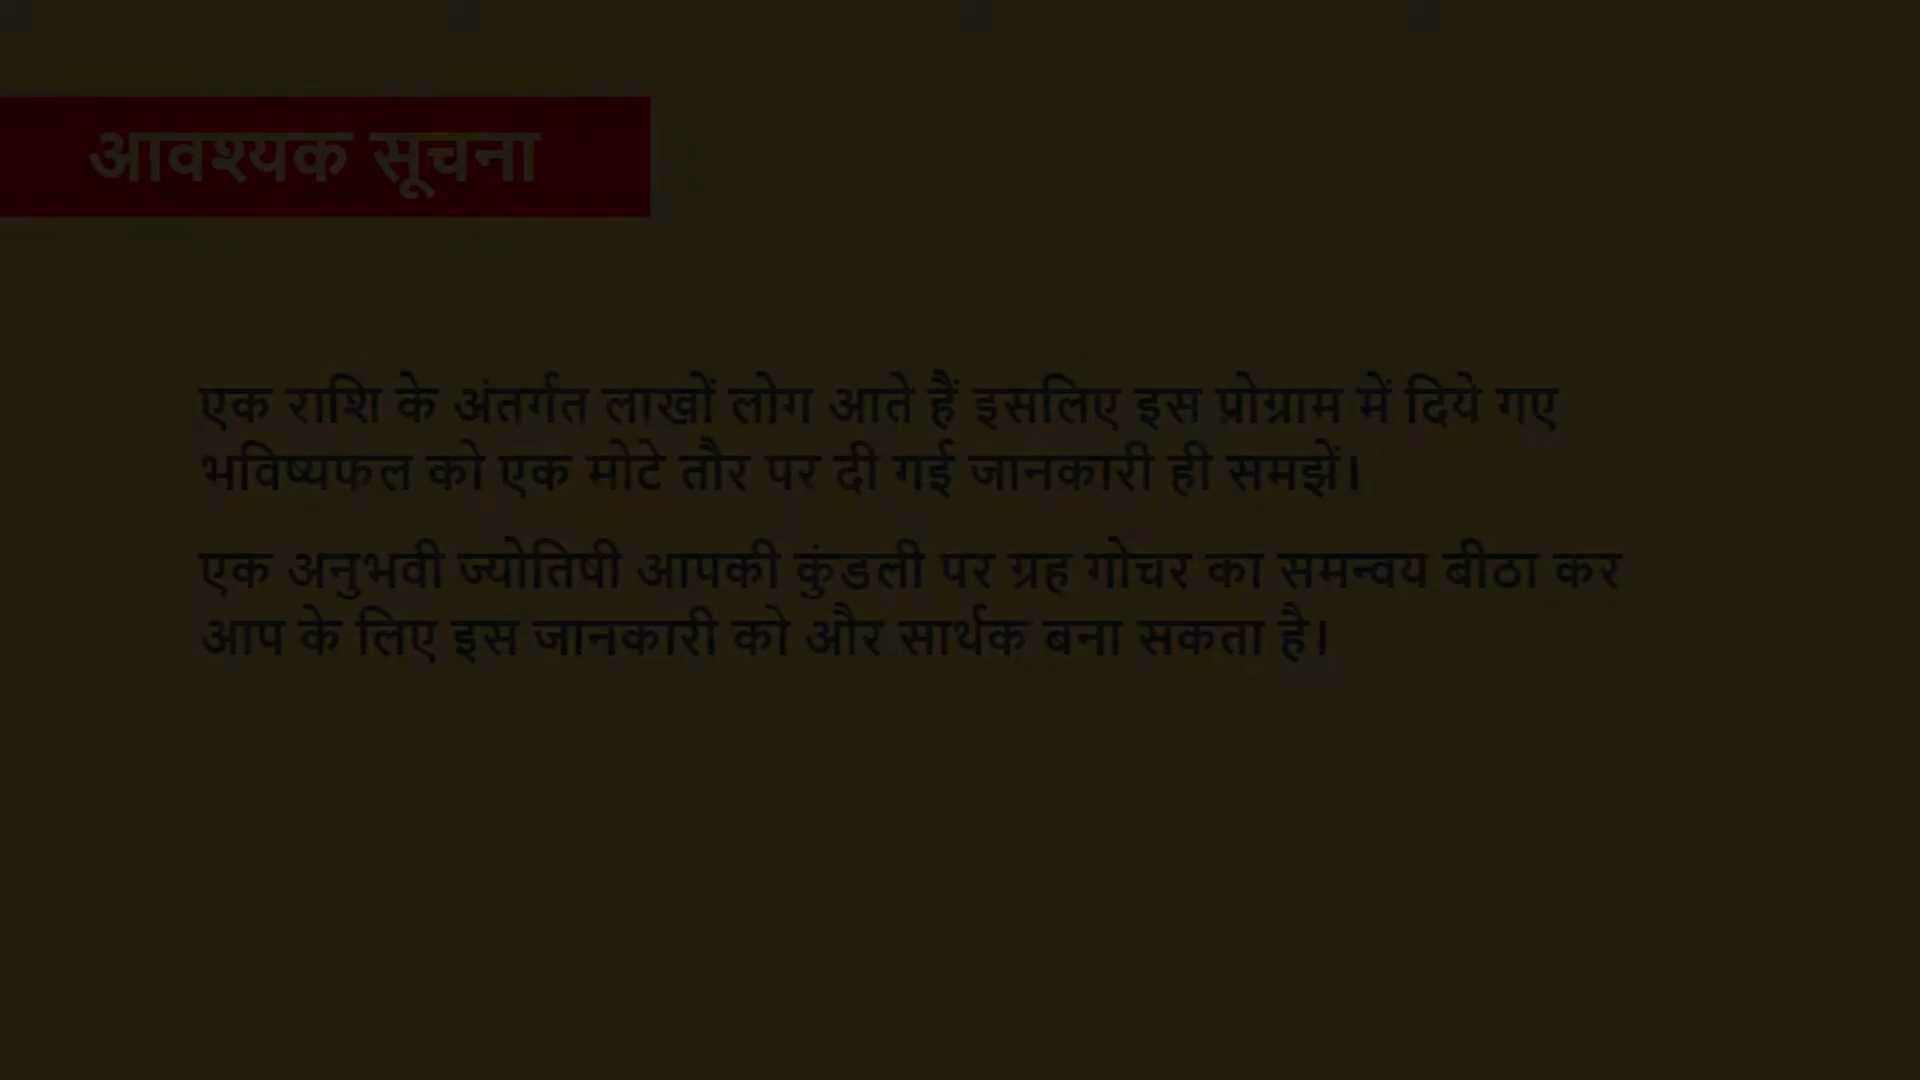 आवश्यक सूचना
एक राशि के अंतर्गत लाखों लोग आते हैं इसलिए इस प्रोग्राम में दिये गए
भविष्यफल को एक मोटे तौर पर दी गई जानकारी ही समझें।
एक अनुभवी ज्योतिषी आपकी कुंडली पर ग्रह गोचर का समन्वय बीठा कर
आप के लिए इस जानकारी को और सार्थक बना सकता है।